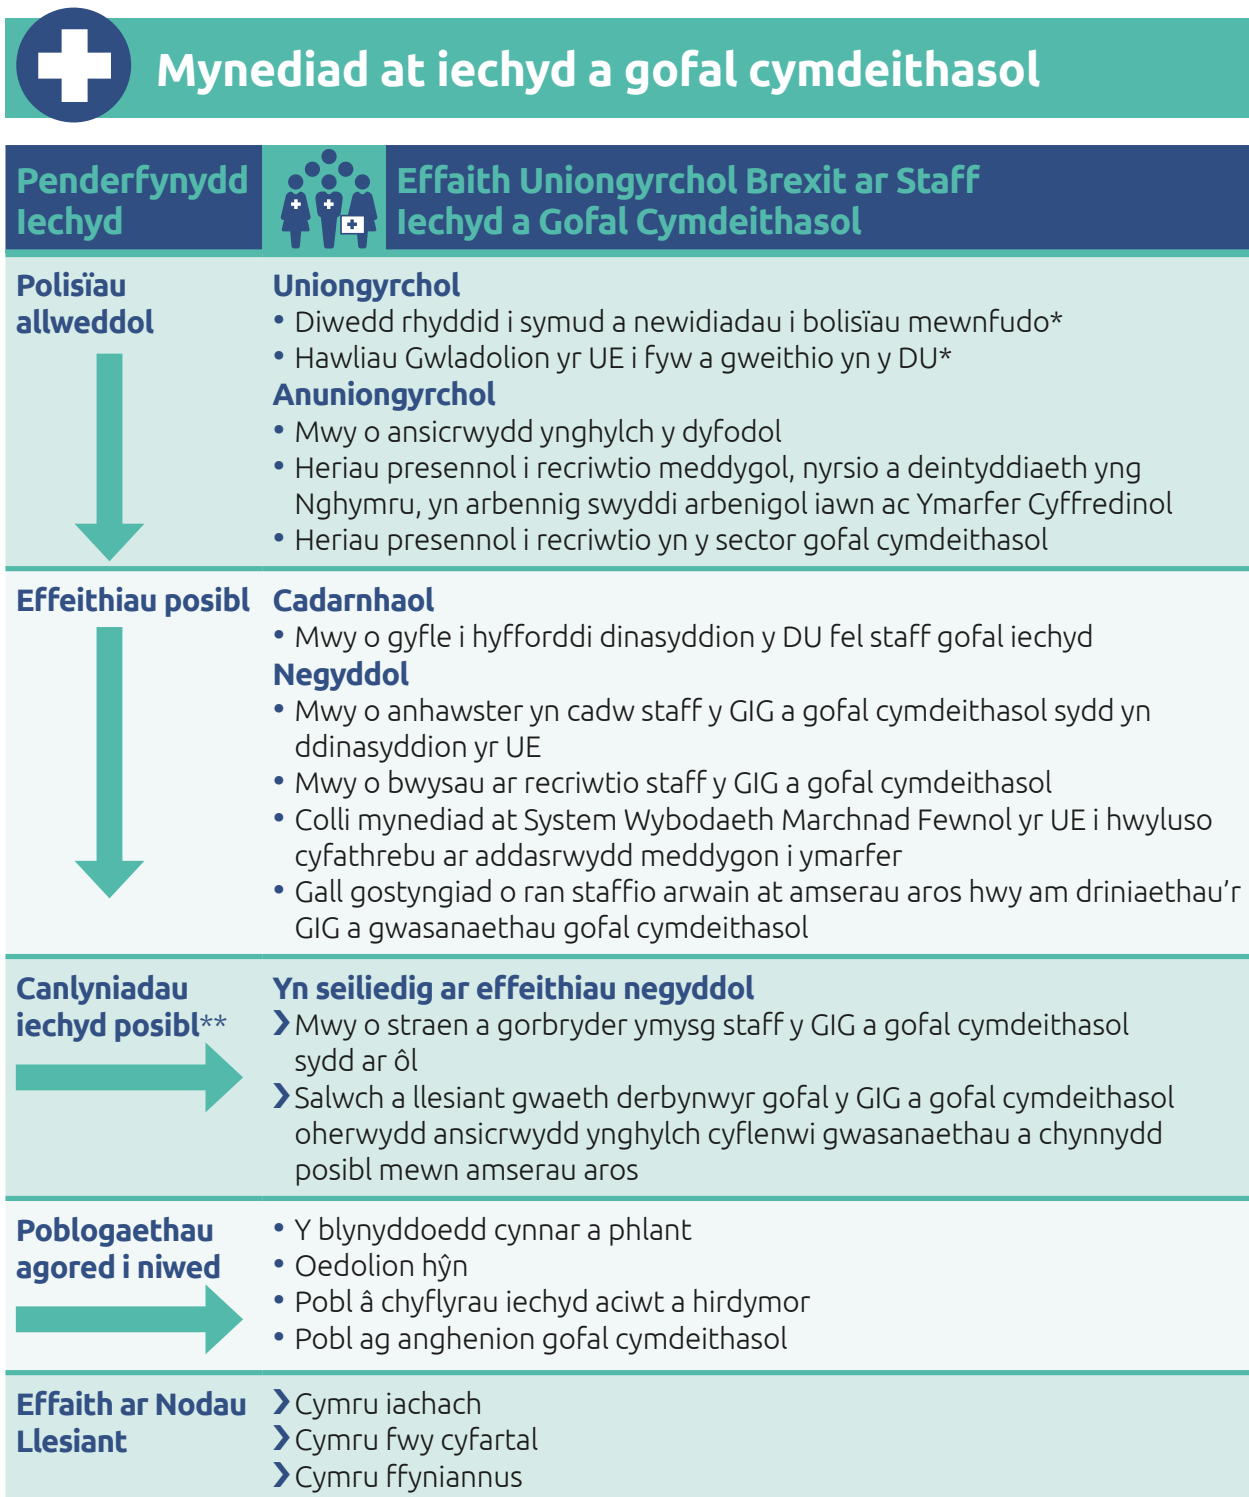 Mynediad at iechyd a gofal cymdeithasol
Penderfynydd
Iechyd
Effaith Uniongyrchol Brexit ar Staff
Iechyd a Gofal Cymdeithasol
Polisïau
allweddol
Uniongyrchol
• Diwedd rhyddid i symud a newidiadau i bolisïau mewnfudo*
• Hawliau Gwladolion yr UE i fyw a gweithio yn y DU*
Anuniongyrchol
• Mwy o ansicrwydd ynghylch y dyfodol
• Heriau presennol i recriwtio meddygol, nyrsio a deintyddiaeth yng
Nghymru, yn arbennig swyddi arbenigol iawn ac Ymarfer Cyffredinol
• Heriau presennol i recriwtio yn y sector gofal cymdeithasol
Effeithiau posibl
Cadarnhaol
• Mwy o gyfle i hyfforddi dinasyddion y DU fel staff gofal iechyd
Negyddol
• Mwy o anhawster yn cadw staff y GIG a gofal cymdeithasol sydd yn
ddinasyddion yr UE
• Mwy o bwysau ar recriwtio staff y GIG a gofal cymdeithasol
• Colli mynediad at System Wybodaeth Marchnad Fewnol yr UE i hwyluso
cyfathrebu ar addasrwydd meddygon i ymarfer
• Gall gostyngiad o ran staffio arwain at amserau aros hwy am driniaethau’r
GIG a gwasanaethau gofal cymdeithasol
Canlyniadau
iechyd posibl**
Yn seiliedig ar effeithiau negyddol
❯ Mwy o straen a gorbryder ymysg staff y GIG a gofal cymdeithasol
sydd ar ôl
❯ Salwch a llesiant gwaeth derbynwyr gofal y GIG a gofal cymdeithasol
oherwydd ansicrwydd ynghylch cyflenwi gwasanaethau a chynnydd
posibl mewn amserau aros
Poblogaethau
agored i niwed
• Y blynyddoedd cynnar a phlant
• Oedolion hŷn
• Pobl â chyflyrau iechyd aciwt a hirdymor
• Pobl ag anghenion gofal cymdeithasol
Effaith ar Nodau
Llesiant
❯ Cymru iachach
❯ Cymru fwy cyfartal
❯ Cymru ffyniannus